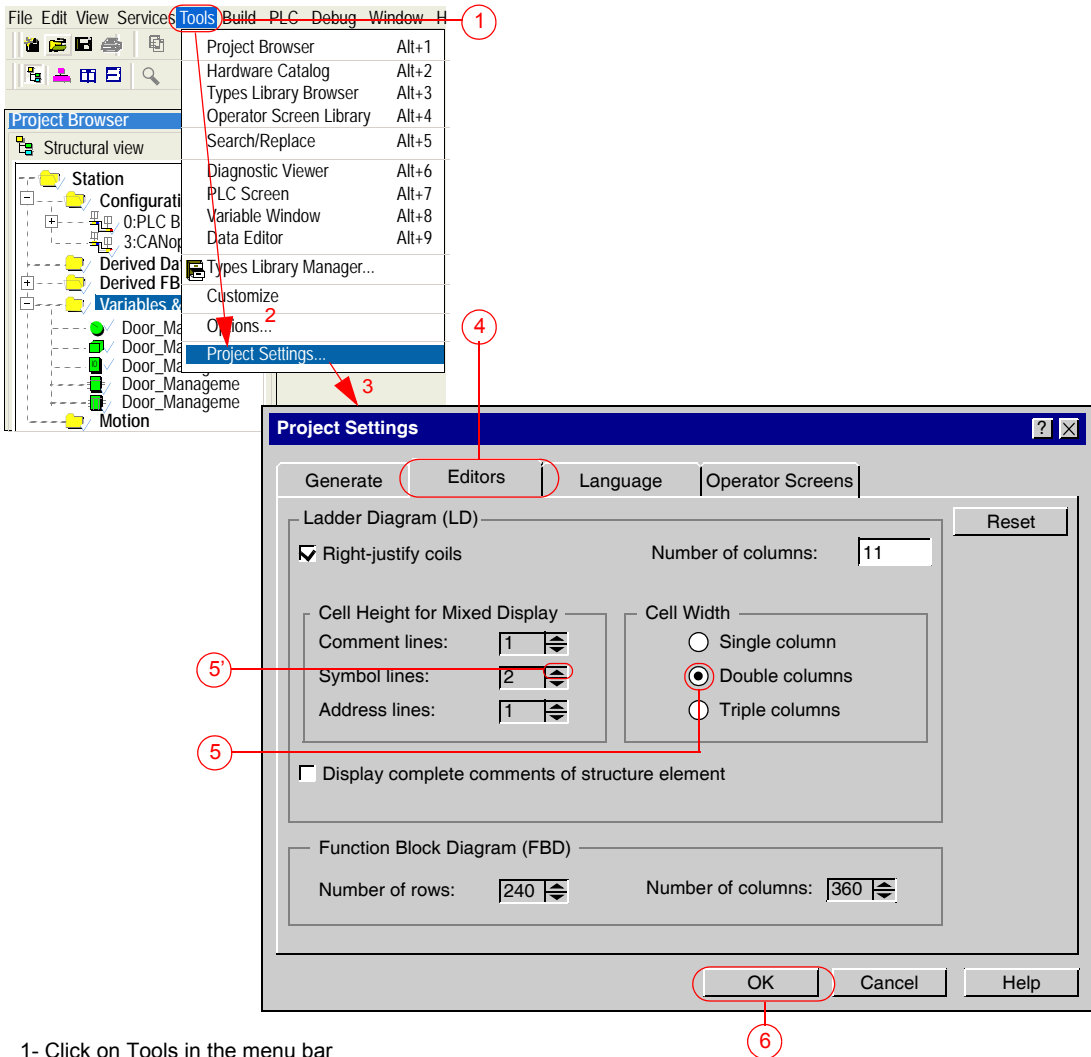 File Edit View Services Tools Build PLC Debug Window H
1
Project Browser Alt+1
Hardware Catalog Alt+2
Types Library Browser Alt+3
Operator Screen Library Alt+4
Search/Replace Alt+5
Diagnostic Viewer Alt+6
PLC Screen Alt+7
Variable Window Alt+8
Data Editor Alt+9
Types Library Manager...
Customize
Options...
2
Project Settings...
3
Project Browser
Structural view
Station
Configurati
0:PLC B
3:CANop
Derived Da
Derived FB
Variables &
Door_Ma
Door_Ma
Door_Ma
Door_Manageme
Door_Manageme
Motion
4
Project Settings
Generate Editors Language Operator Screens
Ladder Diagram (LD)
Reset
Right-justify coils Number of columns: 11
Cell Height for Mixed Display Cell Width
Comment lines: 1 Single column
5' Symbol lines: 2 Double columns
Address lines: 1 Triple columns
5
Display complete comments of structure element
Function Block Diagram (FBD)
Number of rows: 240 Number of columns: 360
OK Cancel Help
6
1- Click on Tools in the menu bar